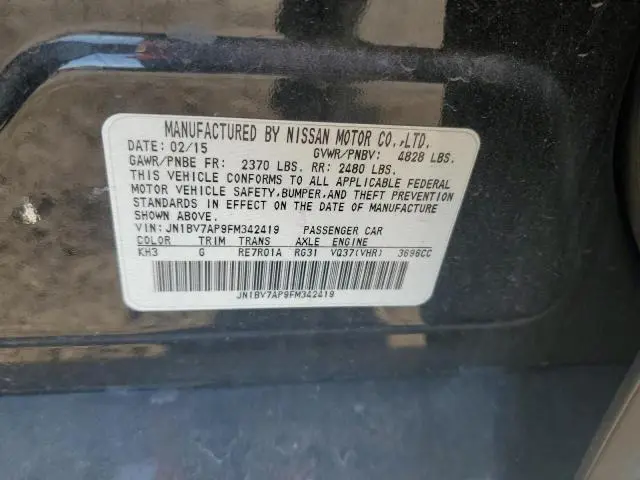 MANUFACTURED BY NISSAN MOTOR CO.,LTD.
DATE: 02/15 GVWR/PNBV: 4828 LBS.
GAWR/PNBE FR: 2370 LBS. RR: 2480 LBS.
THIS VEHICLE CONFORMS TO ALL APPLICABLE FEDERAL
MOTOR VEHICLE SAFETY, BUMPER, AND THEFT PREVENTION
STANDARDS IN EFFECT ON THE DATE OF MANUFACTURE
SHOWN ABOVE.
VIN: JN1BV7AP9FM342419 PASSENGER CAR
COLOR TRIM TRANS AXLE ENGINE
KH3 G RE7R01A RG31 VQ37(VHR) 3696CC
JN1BV7AP9FM342419